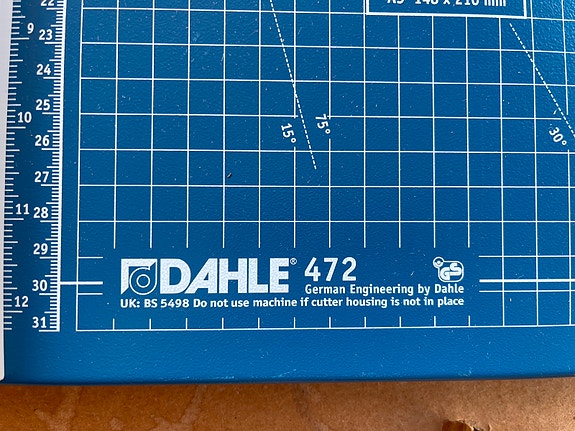 A5 148 x 210 mm
22
9 23
24
25
10
26
27
11 28
29
30
12
31
15° 75°
30°
DAHLE® 472
German Engineering by Dahle
GS
UK: BS 5498 Do not use machine if cutter housing is not in place